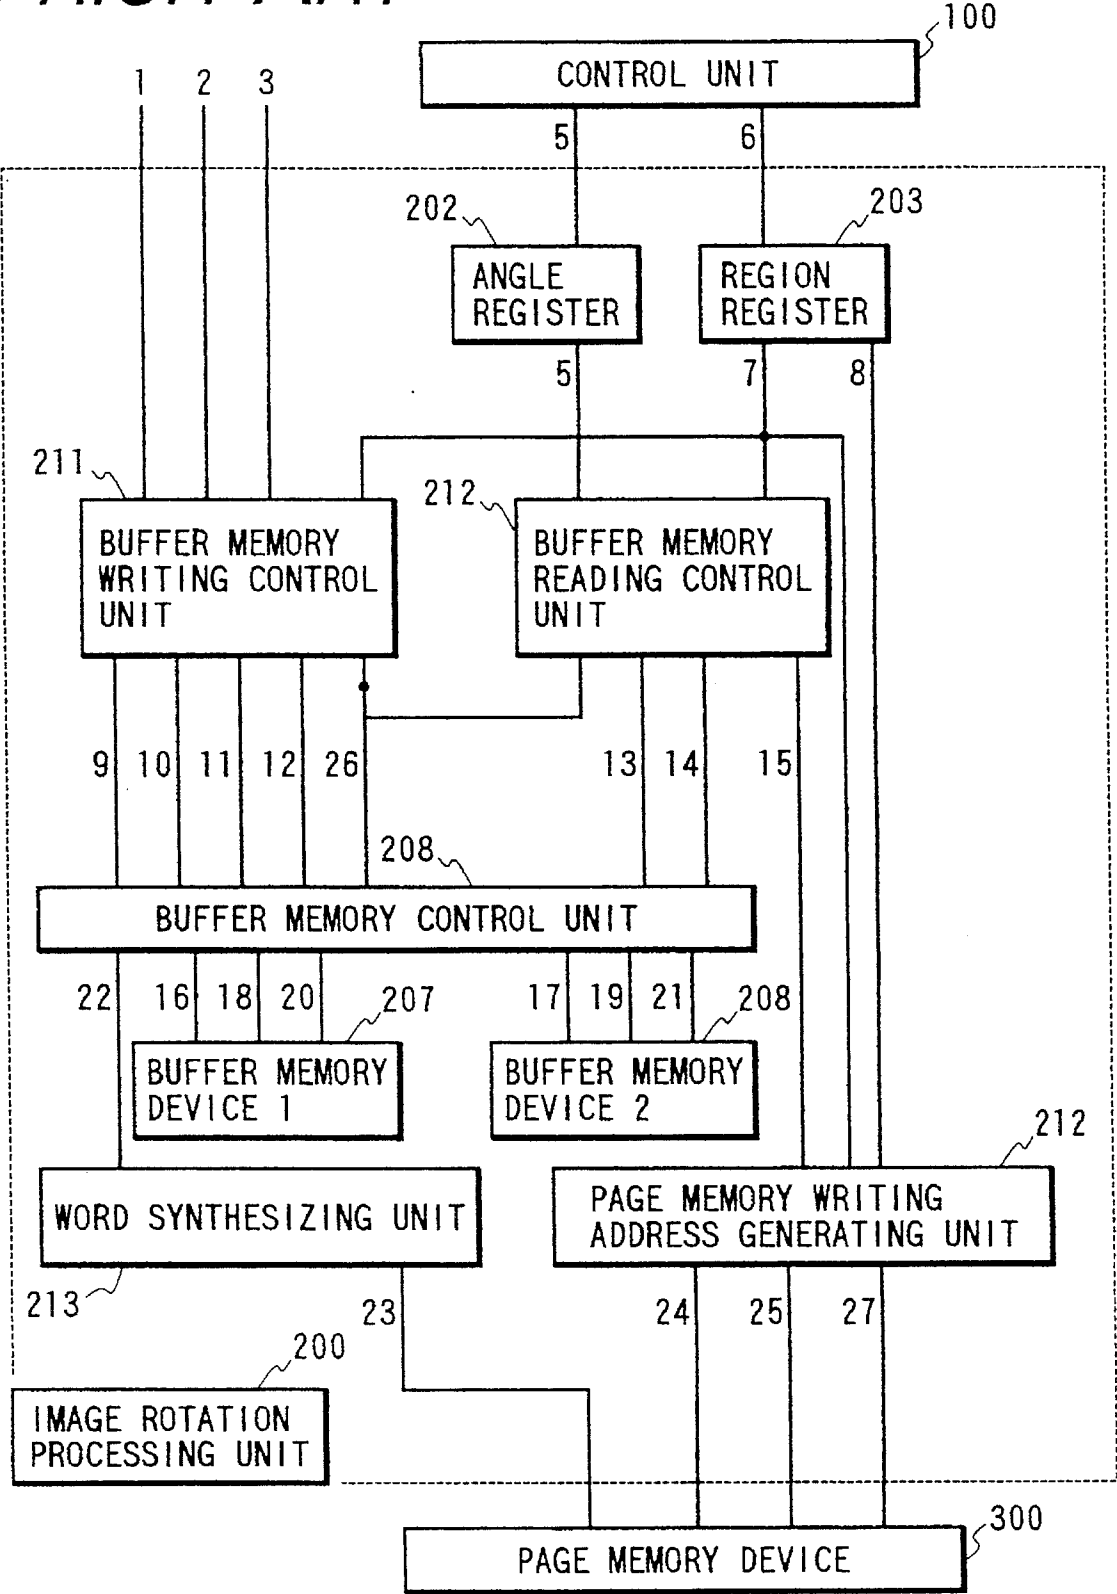 100
CONTROL UNIT
1 2 3
5 6
202 203
ANGLE
REGISTER
REGION
REGISTER
5 7 8
211
212
BUFFER MEMORY
WRITING CONTROL
UNIT
BUFFER MEMORY
READING CONTROL
UNIT
9 10 11 12 26 13 14 15
208
BUFFER MEMORY CONTROL UNIT
22 16 18 20 17 19 21
207 208
BUFFER MEMORY
DEVICE 1
BUFFER MEMORY
DEVICE 2
212
WORD SYNTHESIZING UNIT
PAGE MEMORY WRITING
ADDRESS GENERATING UNIT
213
23 24 25 27
200
IMAGE ROTATION
PROCESSING UNIT
300
PAGE MEMORY DEVICE